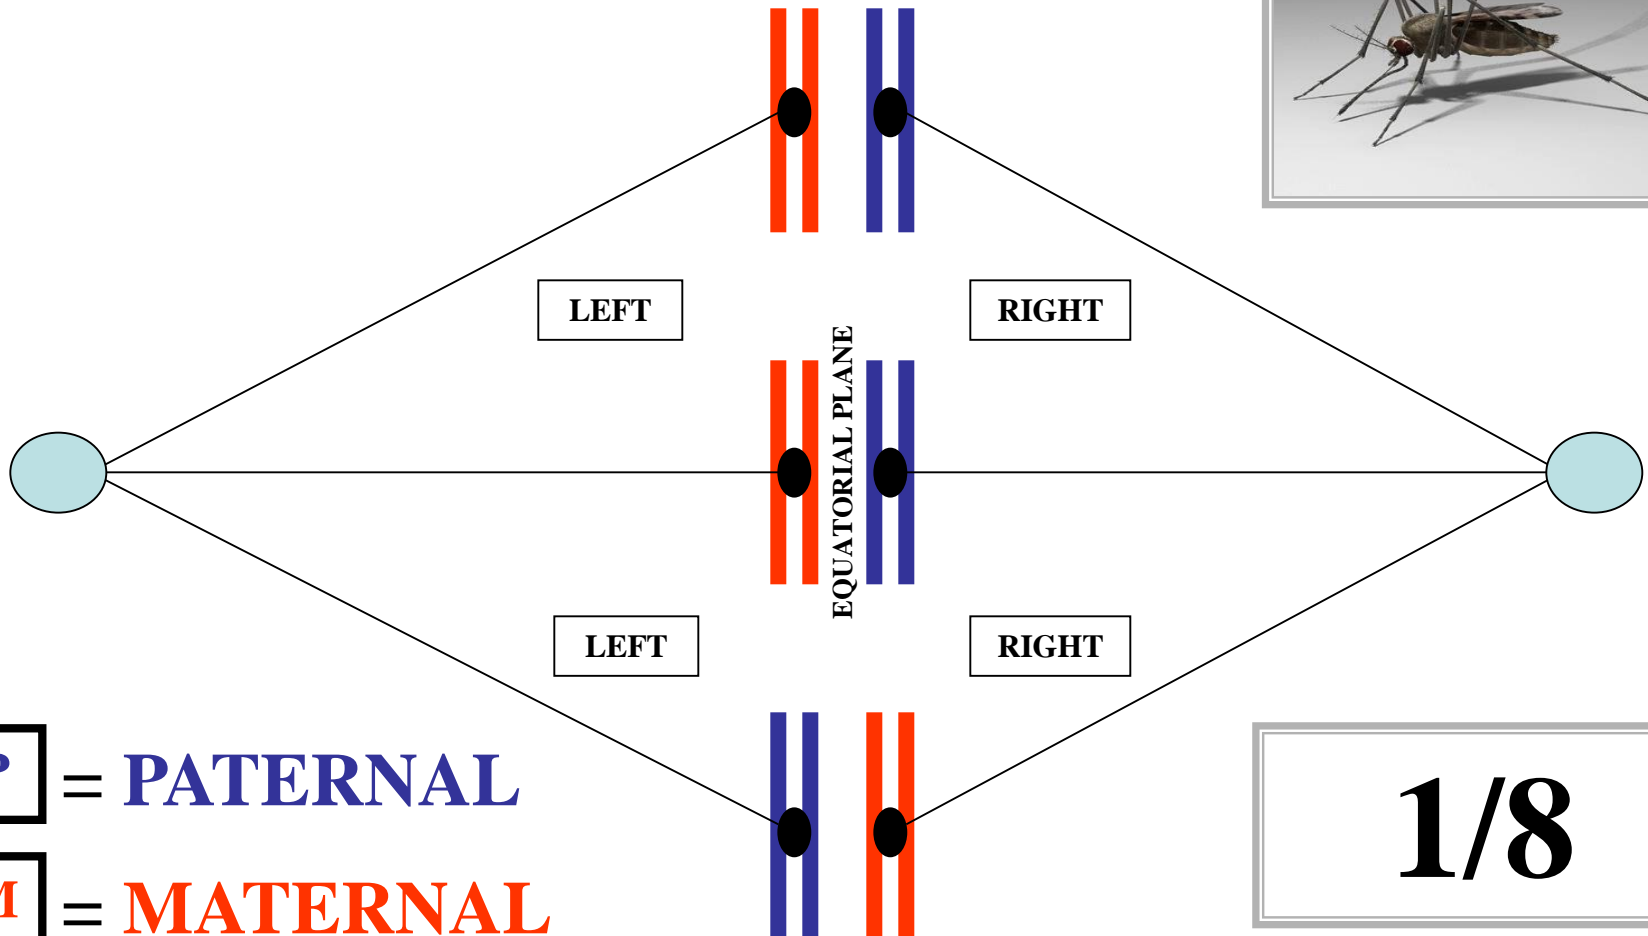 LEFT
RIGHT
EQUATORIAL PLANE
LEFT
RIGHT
P = PATERNAL
M = MATERNAL
1/8